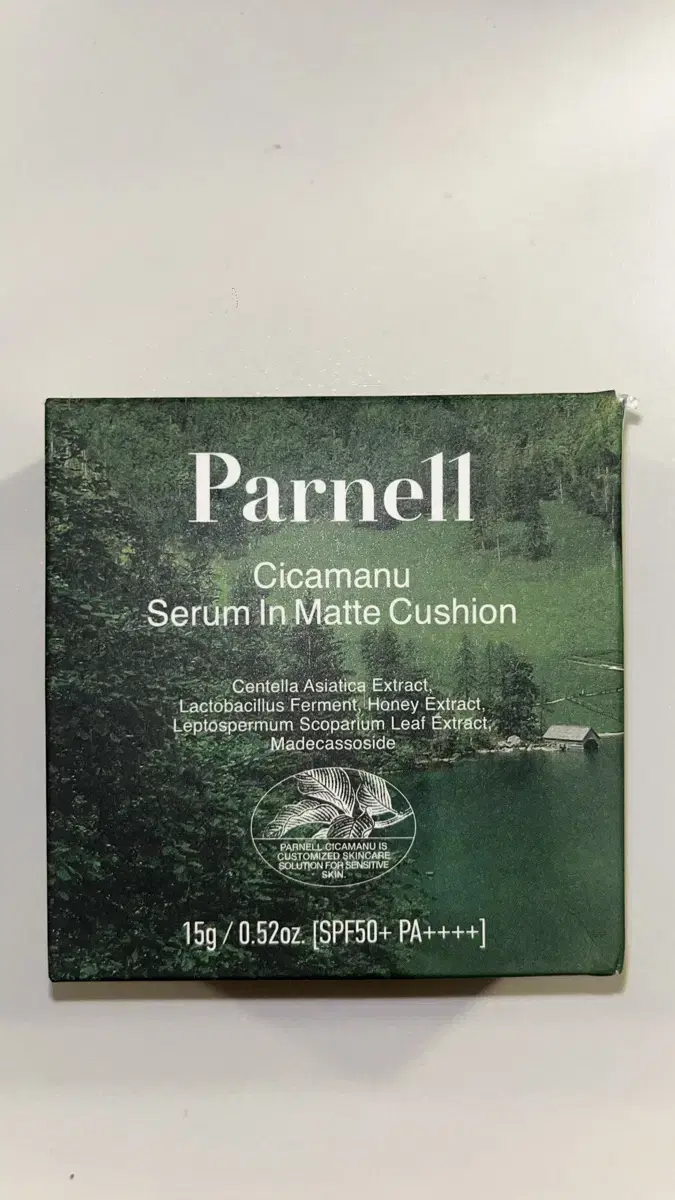 Parnell
Cicamanu
Serum In Matte Cushion
Centella Asiatica Extract,
Lactobacillus Ferment, Honey Extract,
Leptospermum Scoparium Leaf Extract,
Madecassoside
PARNELL CICAMANU IS
CUSTOMIZED SKINCARE
SOLUTION FOR SENSITIVE
SKIN.
15g / 0.52oz. [SPF50+ PA++++]